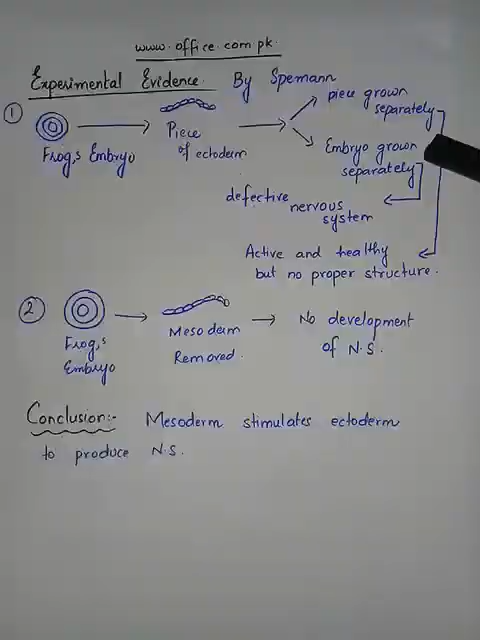 www.office.com.pk.
Experimental Evidence. By Spemann
1
Frog,s Embryo
Piece
of ectoderm
piece grown
separately
Embryo grown
separately
defective nervous
system
Active and healthy
but no proper structure.
2
Frog,s
Embryo
Mesoderm
Removed.
No development
of N.S.
Conclusion:- Mesoderm stimulates ectoderm
to produce N.S.